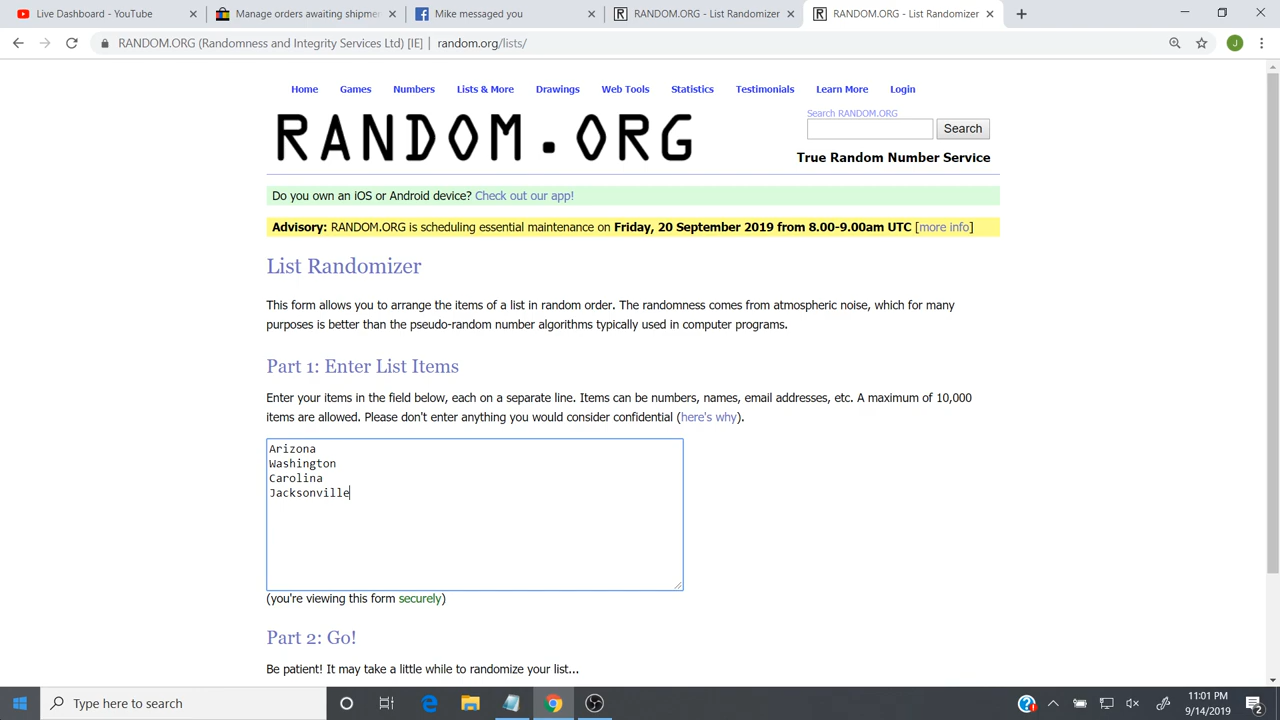 Live Dashboard - YouTube
Manage orders awaiting shipme
Mike messaged you
RANDOM.ORG - List Randomizer
RANDOM.ORG - List Randomizer
RANDOM.ORG (Randomness and Integrity Services Ltd) [IE] | random.org/lists/
J
Home Games Numbers Lists & More Drawings Web Tools Statistics Testimonials Learn More Login
RANDOM.ORG
Search RANDOM.ORG
Search
True Random Number Service
Do you own an iOS or Android device? Check out our app!
Advisory: RANDOM.ORG is scheduling essential maintenance on Friday, 20 September 2019 from 8.00-9.00am UTC [more info]
List Randomizer
This form allows you to arrange the items of a list in random order. The randomness comes from atmospheric noise, which for many
purposes is better than the pseudo-random number algorithms typically used in computer programs.
Part 1: Enter List Items
Enter your items in the field below, each on a separate line. Items can be numbers, names, email addresses, etc. A maximum of 10,000
items are allowed. Please don't enter anything you would consider confidential (here's why).
Arizona
Washington
Carolina
Jacksonville
(you're viewing this form securely)
Part 2: Go!
Be patient! It may take a little while to randomize your list...
Type here to search
11:01 PM
9/14/2019
2